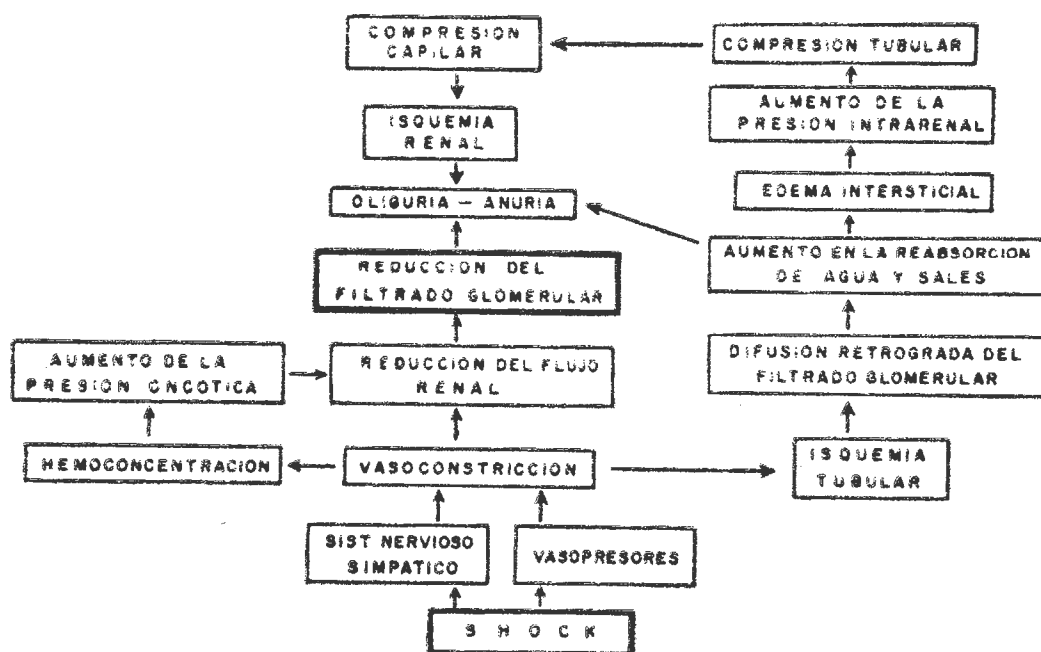 COMPRESION
CAPILAR
COMPRESION TUBULAR
AUMENTO DE LA
PRESION INTRARENAL
ISQUEMIA
RENAL
EDEMA INTERSTICIAL
OLIGURIA — ANURIA
AUMENTO EN LA REABSORCION
DE AGUA Y SALES
REDUCCION DEL
FILTRADO GLOMERULAR
AUMENTO DE LA
PRESION ONCOTICA
REDUCCION DEL FLUJO
RENAL
DIFUSION RETROGRADA DEL
FILTRADO GLOMERULAR
HEMOCONCENTRACION
VASOCONSTRICCION
ISQUEMIA
TUBULAR
SIST NERVIOSO
SIMPATICO
VASOPRESORES
SHOCK